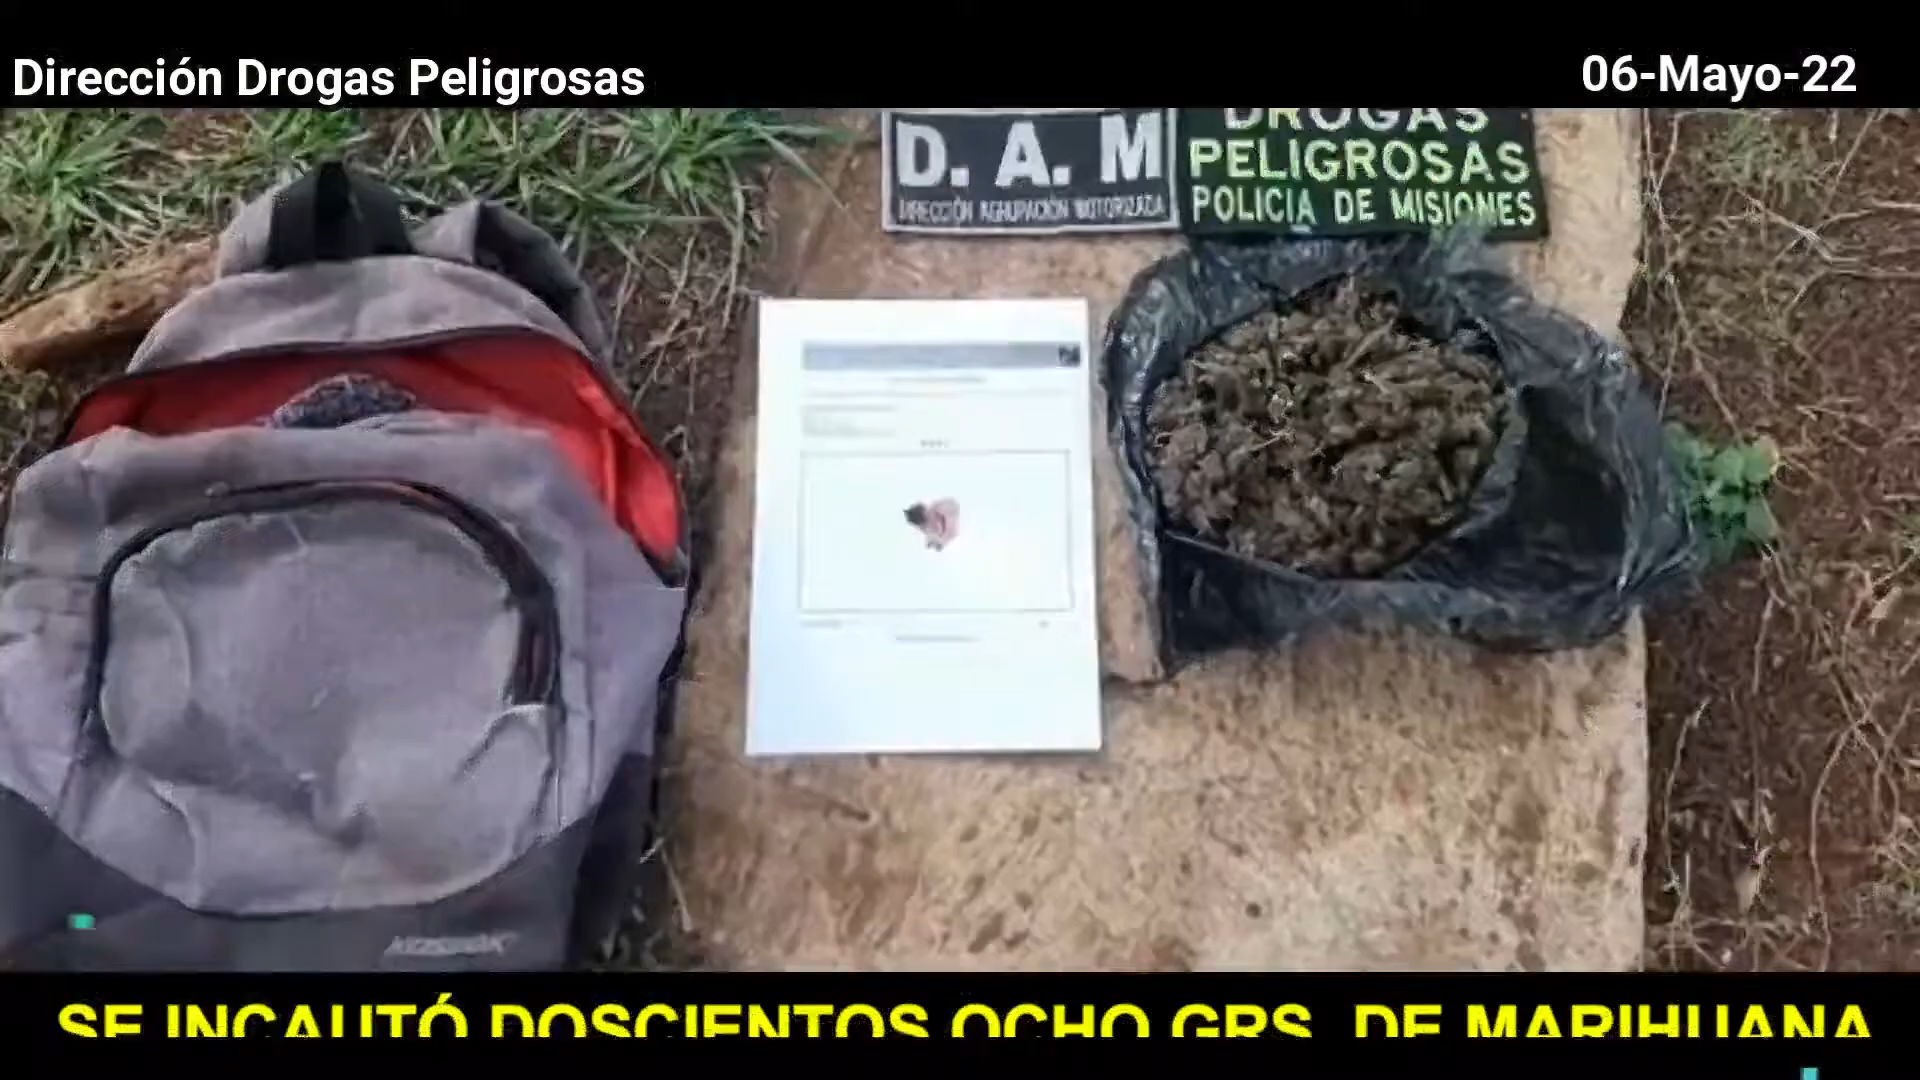 Dirección Drogas Peligrosas
06-Mayo-22
D. A. M
DIRECCIÓN AGRUPACIÓN MOTORIZADA
DROGAS
PELIGROSAS
POLICIA DE MISIONES
SE INCAUTÓ DOSCIENTOS OCHO GRS. DE MARIHUANA